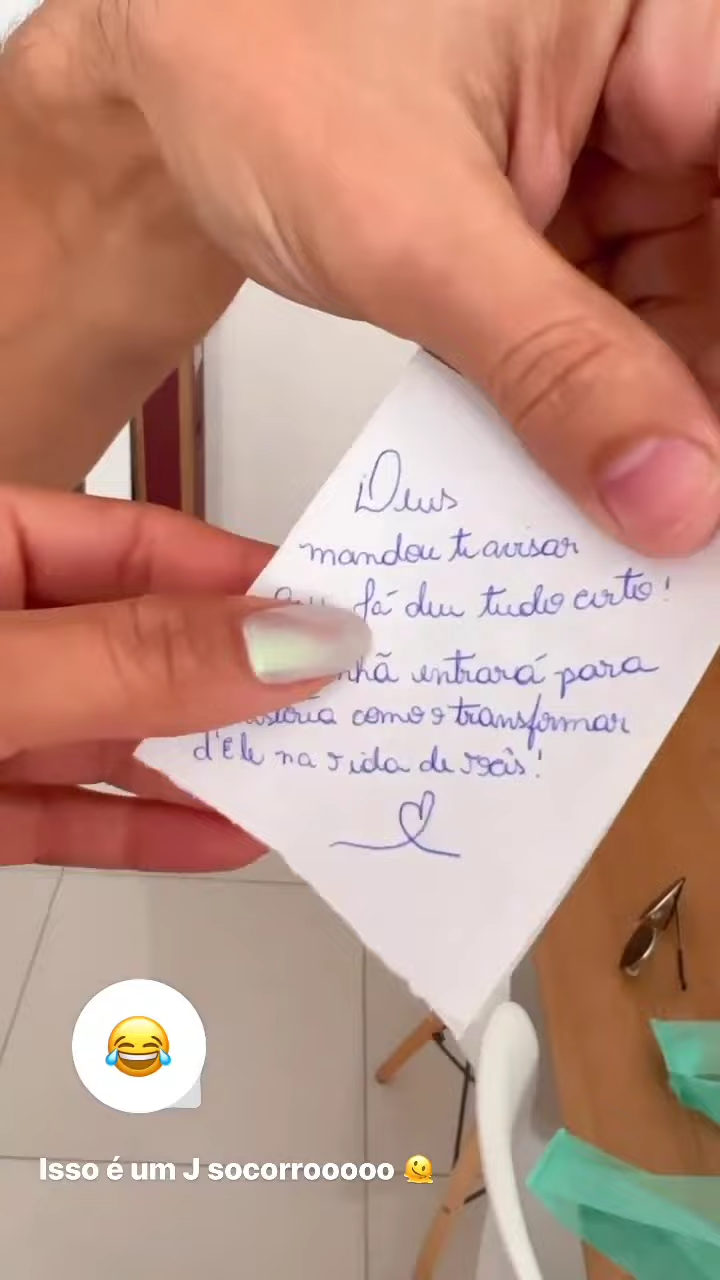 Deus
mandou te avisar
fá deu tudo certo!
entrará para
como o transformar
d'Ele na vida de vocês!
😂
Isso é um J socorrooooo 🫠